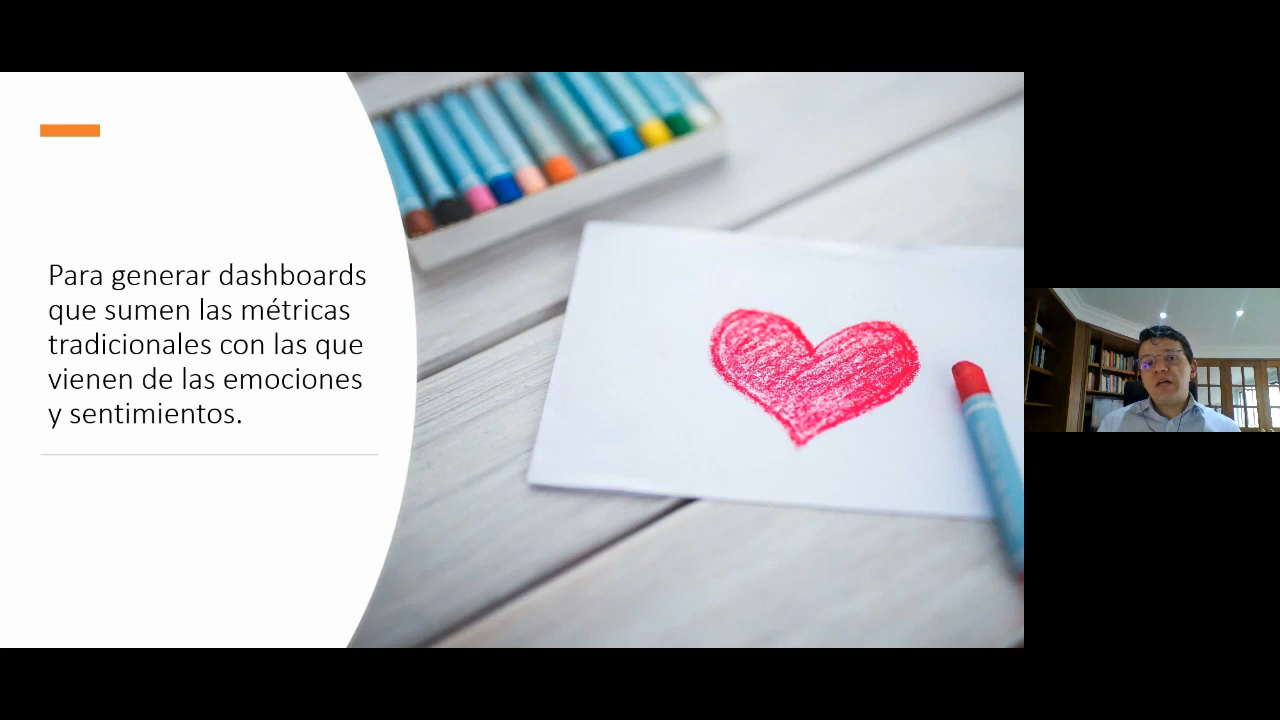 Para generar dashboards
que sumen las métricas
tradicionales con las que
vienen de las emociones
y sentimientos.